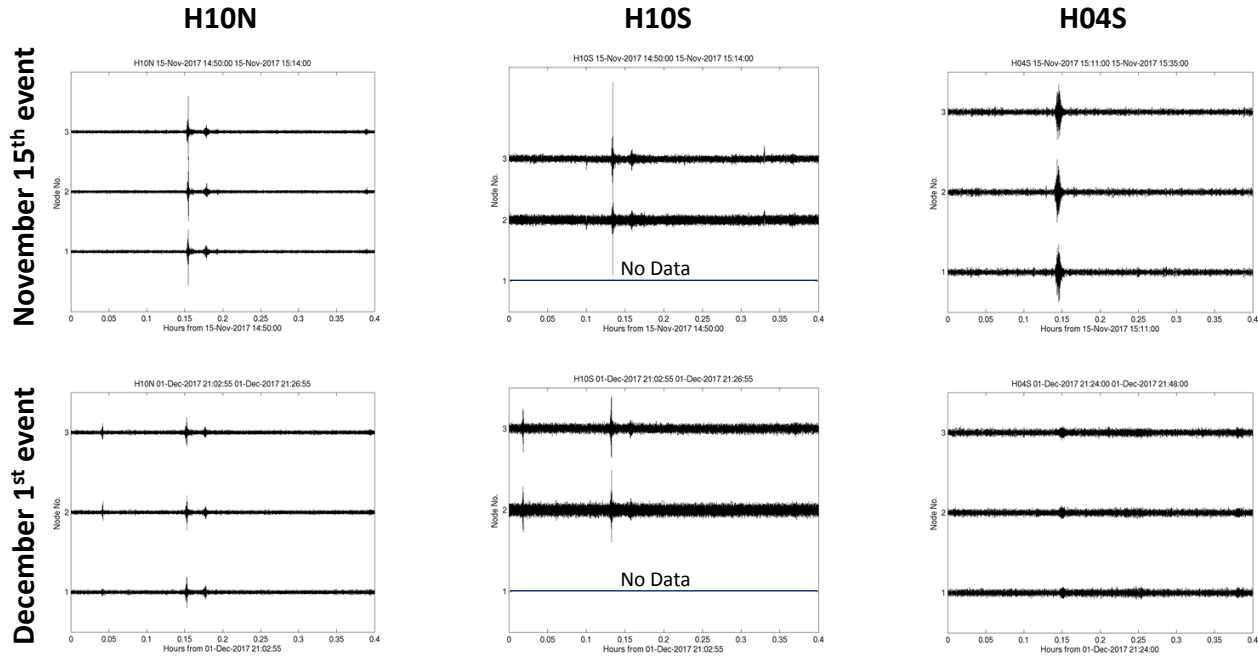 H10N
H10S
H04S
November 15th event
H10N 15-Nov-2017 14:50:00 15-Nov-2017 15:14:00
3
2
1
Node No.
0 0.05 0.1 0.15 0.2 0.25 0.3 0.35 0.4
Hours from 15-Nov-2017 14:50:00
H10S 15-Nov-2017 14:50:00 15-Nov-2017 15:14:00
3
2
1
Node No.
No Data
0 0.05 0.1 0.15 0.2 0.25 0.3 0.35 0.4
Hours from 15-Nov-2017 14:50:00
H04S 15-Nov-2017 15:11:00 15-Nov-2017 15:35:00
3
2
1
Node No.
0 0.05 0.1 0.15 0.2 0.25 0.3 0.35 0.4
Hours from 15-Nov-2017 15:11:00
December 1st event
H10N 01-Dec-2017 21:02:55 01-Dec-2017 21:26:55
3
2
1
Node No.
0 0.05 0.1 0.15 0.2 0.25 0.3 0.35 0.4
Hours from 01-Dec-2017 21:02:55
H10S 01-Dec-2017 21:02:55 01-Dec-2017 21:26:55
3
2
1
Node No.
No Data
0 0.05 0.1 0.15 0.2 0.25 0.3 0.35 0.4
Hours from 01-Dec-2017 21:02:55
H04S 01-Dec-2017 21:24:00 01-Dec-2017 21:48:00
3
2
1
Node No.
0 0.05 0.1 0.15 0.2 0.25 0.3 0.35 0.4
Hours from 01-Dec-2017 21:24:00